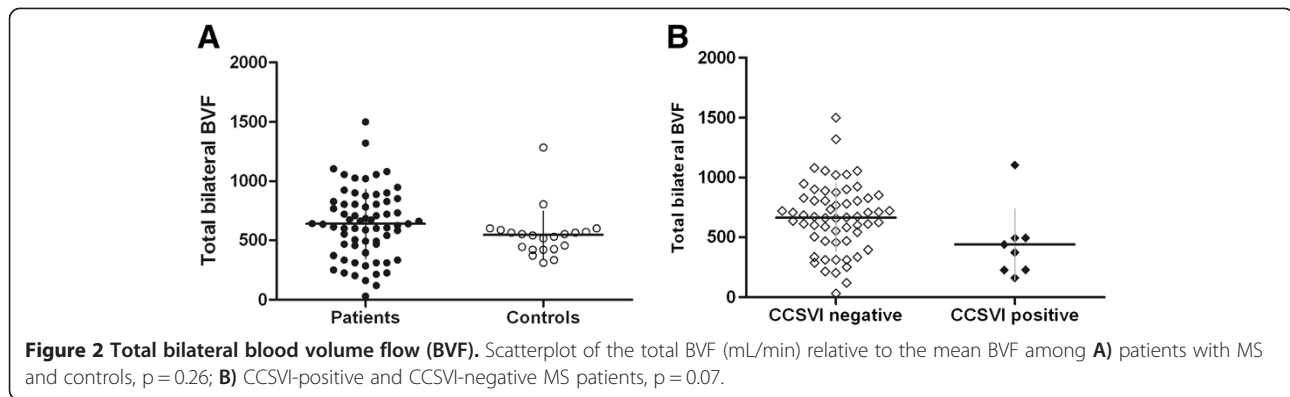 A
B
2000
1500
1000
500
0
Total bilateral BVF
Patients
Controls
2000
1500
1000
500
0
Total bilateral BVF
CCSVI negative
CCSVI positive
Figure 2 Total bilateral blood volume flow (BVF). Scatterplot of the total BVF (mL/min) relative to the mean BVF among A) patients with MS
and controls, p = 0.26; B) CCSVI-positive and CCSVI-negative MS patients, p = 0.07.